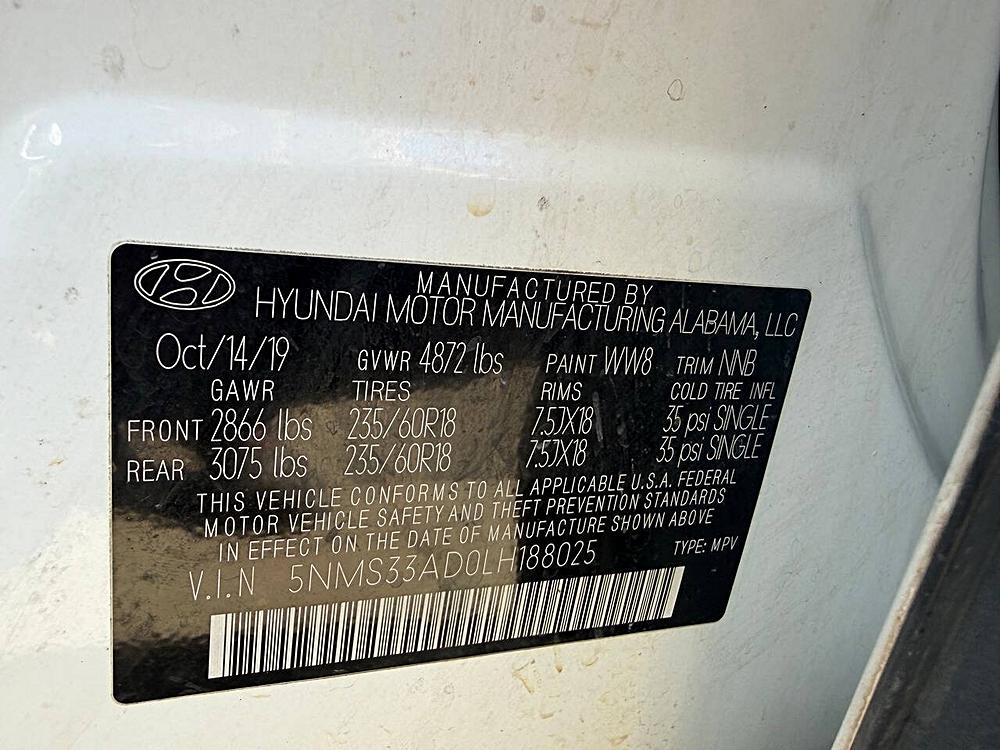 MANUFACTURED BY
HYUNDAI MOTOR MANUFACTURING ALABAMA, LLC
Oct/14/19 GVWR 4872 lbs PAINT WW8 TRIM NNB
GAWR TIRES RIMS COLD TIRE INFL
FRONT 2866 lbs 235/60R18 7.5JX18 35 psi SINGLE
REAR 3075 lbs 235/60R18 7.5JX18 35 psi SINGLE
THIS VEHICLE CONFORMS TO ALL APPLICABLE U.S.A. FEDERAL
MOTOR VEHICLE SAFETY AND THEFT PREVENTION STANDARDS
IN EFFECT ON THE DATE OF MANUFACTURE SHOWN ABOVE
V.I.N 5NMS33AD0LH188025 TYPE: MPV